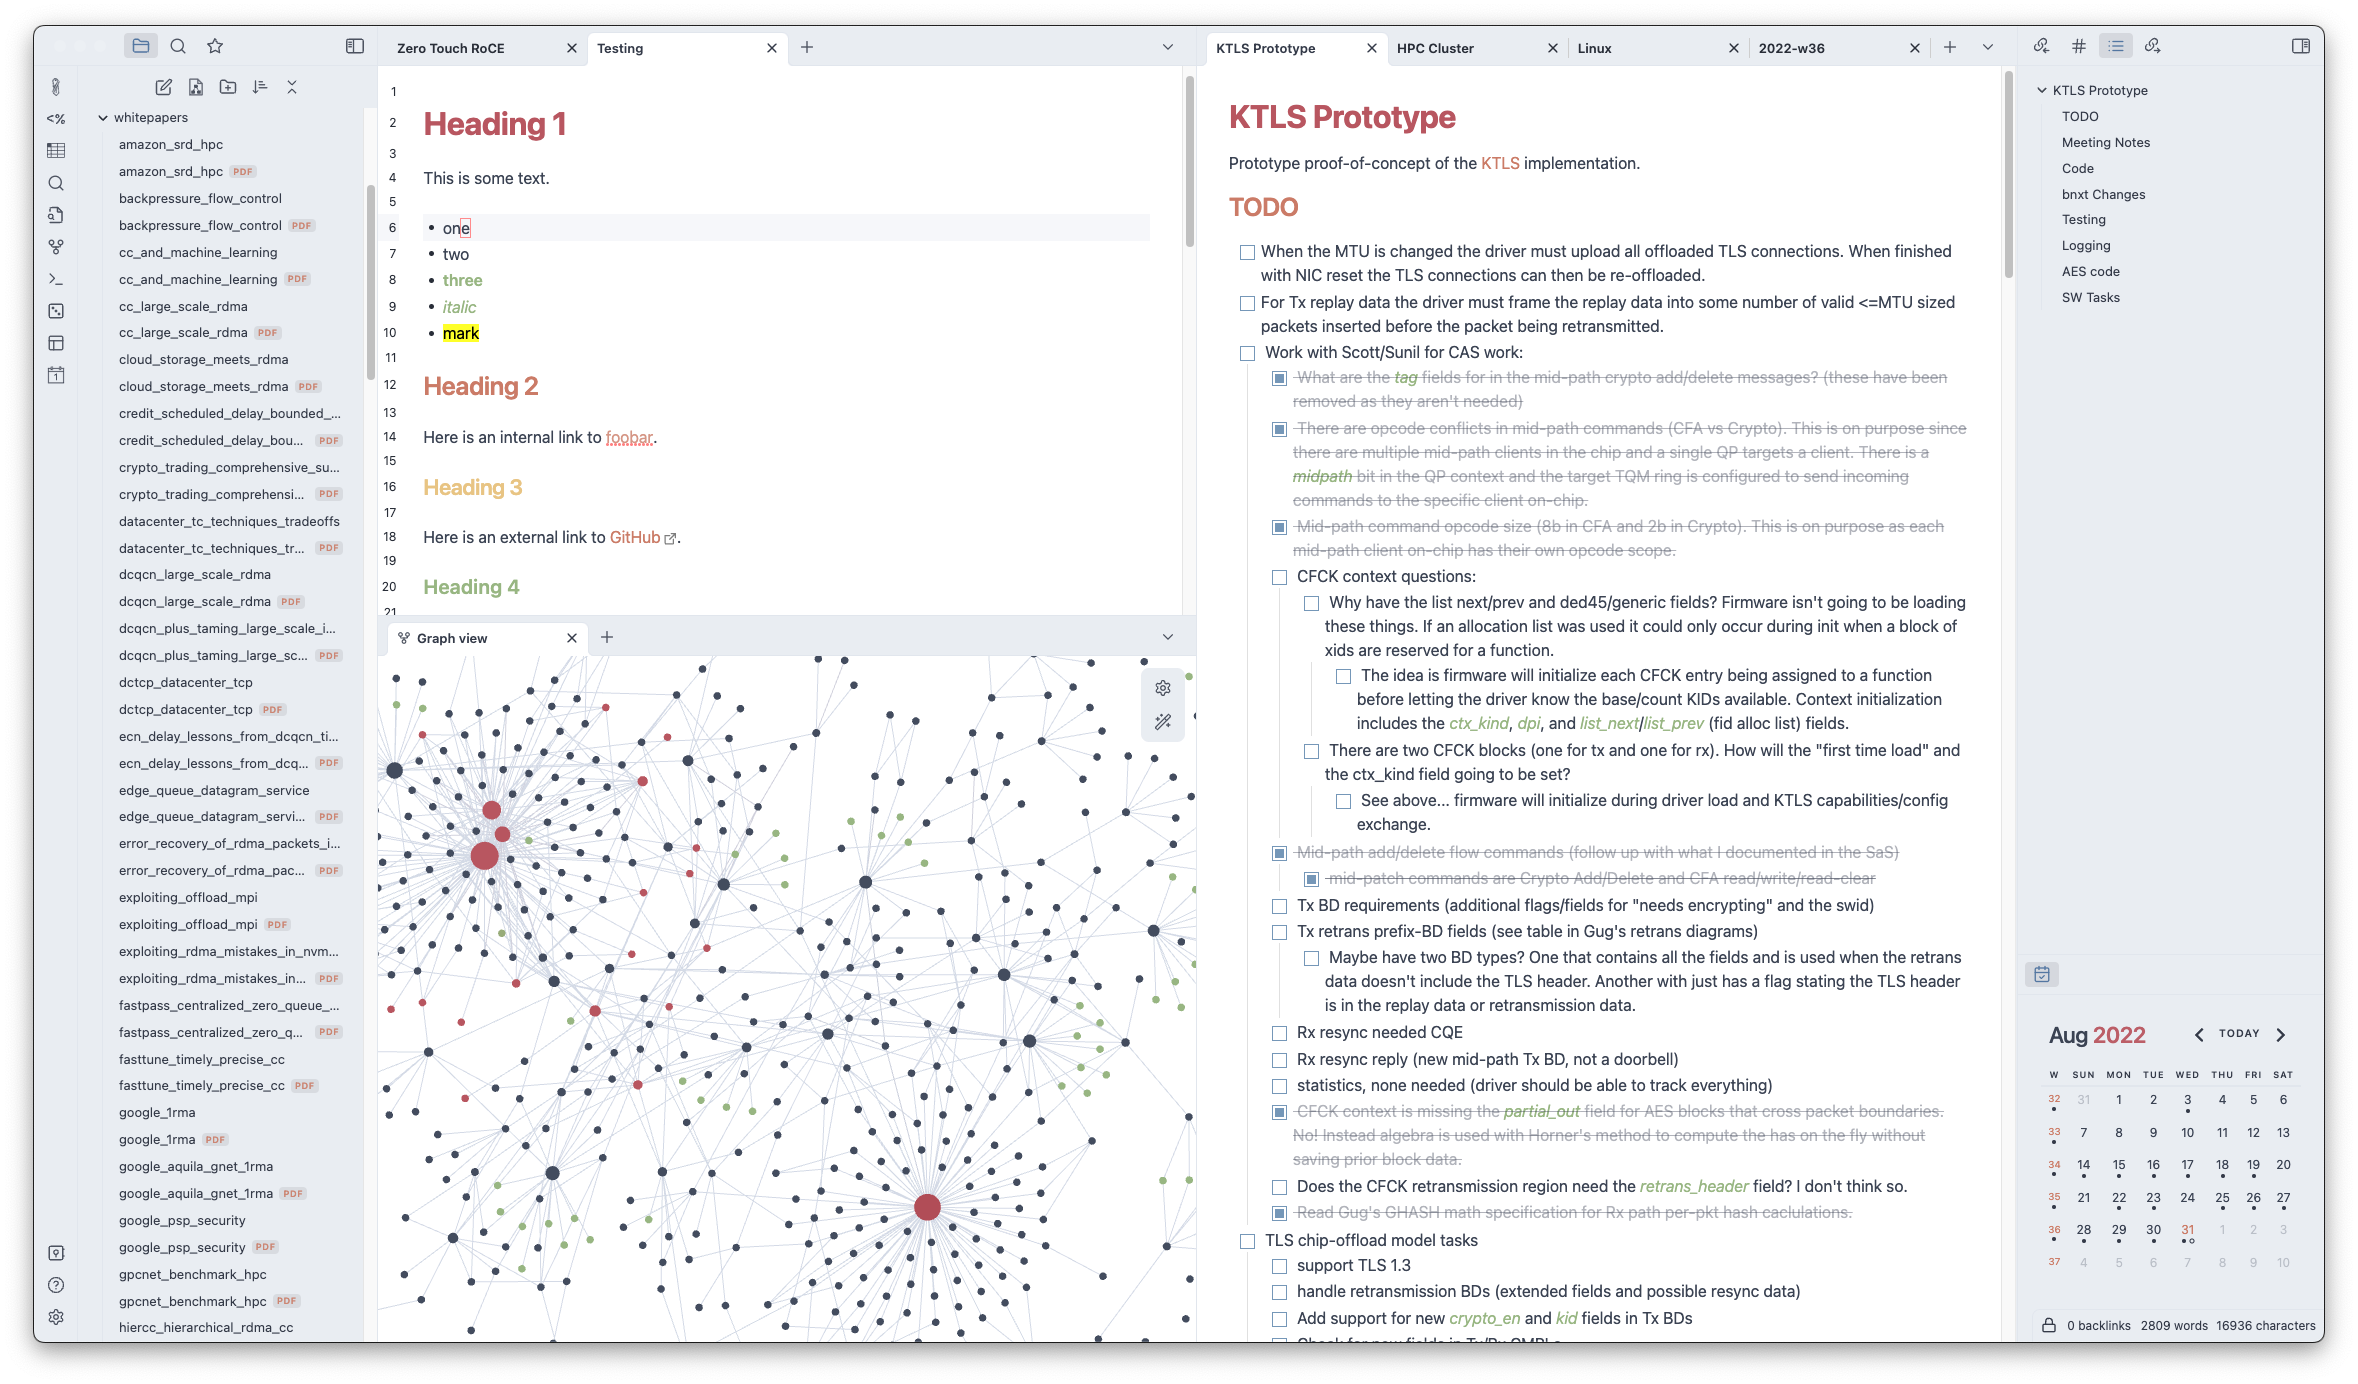 Zero Touch RoCE
Testing
KTLS Prototype
HPC Cluster
Linux
2022-w36
<%
1
whitepapers
amazon_srd_hpc
amazon_srd_hpc PDF
backpressure_flow_control
backpressure_flow_control PDF
cc_and_machine_learning
cc_and_machine_learning PDF
cc_large_scale_rdma
cc_large_scale_rdma PDF
cloud_storage_meets_rdma
cloud_storage_meets_rdma PDF
credit_scheduled_delay_bounded_...
credit_scheduled_delay_bou... PDF
crypto_trading_comprehensive_su...
crypto_trading_comprehensi... PDF
datacenter_tc_techniques_tradeoffs
datacenter_tc_techniques_tr... PDF
dcqcn_large_scale_rdma
dcqcn_large_scale_rdma PDF
dcqcn_plus_taming_large_scale_i...
dcqcn_plus_taming_large_sc... PDF
dctcp_datacenter_tcp
dctcp_datacenter_tcp PDF
ecn_delay_lessons_from_dcqcn_ti...
ecn_delay_lessons_from_dcq... PDF
edge_queue_datagram_service
edge_queue_datagram_servi... PDF
error_recovery_of_rdma_packets_i...
error_recovery_of_rdma_pac... PDF
exploiting_offload_mpi
exploiting_offload_mpi PDF
exploiting_rdma_mistakes_in_nvm...
exploiting_rdma_mistakes_in... PDF
fastpass_centralized_zero_queue_...
fastpass_centralized_zero_q... PDF
fasttune_timely_precise_cc
fasttune_timely_precise_cc PDF
google_1rma
google_1rma PDF
google_aquila_gnet_1rma
google_aquila_gnet_1rma PDF
google_psp_security
google_psp_security PDF
gpcnet_benchmark_hpc
gpcnet_benchmark_hpc PDF
hiercc_hierarchical_rdma_cc
1
2 Heading 1
3
4 This is some text.
5
6 • one
7 • two
8 • three
9 • italic
10 • mark
11
12 Heading 2
13
14 Here is an internal link to foobar.
15
16 Heading 3
17
18 Here is an external link to GitHub.
19
20 Heading 4
21
Graph view
KTLS Prototype
Prototype proof-of-concept of the KTLS implementation.
TODO
When the MTU is changed the driver must upload all offloaded TLS connections. When finished
with NIC reset the TLS connections can then be re-offloaded.
For Tx replay data the driver must frame the replay data into some number of valid <=MTU sized
packets inserted before the packet being retransmitted.
Work with Scott/Sunil for CAS work:
What are the tag fields for in the mid-path crypto add/delete messages? (these have been
removed as they aren't needed)
There are opcode conflicts in mid-path commands (CFA vs Crypto). This is on purpose since
there are multiple mid-path clients in the chip and a single QP targets a client. There is a
midpath bit in the QP context and the target TQM ring is configured to send incoming
commands to the specific client on-chip.
Mid-path command opcode size (8b in CFA and 2b in Crypto). This is on purpose as each
mid-path client on-chip has their own opcode scope.
CFCK context questions:
Why have the list next/prev and ded45/generic fields? Firmware isn't going to be loading
these things. If an allocation list was used it could only occur during init when a block of
xids are reserved for a function.
The idea is firmware will initialize each CFCK entry being assigned to a function
before letting the driver know the base/count KIDs available. Context initialization
includes the ctx_kind, dpi, and list_next/list_prev (fid alloc list) fields.
There are two CFCK blocks (one for tx and one for rx). How will the "first time load" and
the ctx_kind field going to be set?
See above... firmware will initialize during driver load and KTLS capabilities/config
exchange.
Mid-path add/delete flow commands (follow up with what I documented in the SaS)
mid-patch commands are Crypto Add/Delete and CFA read/write/read-clear
Tx BD requirements (additional flags/fields for "needs encrypting" and the swid)
Tx retrans prefix-BD fields (see table in Gug's retrans diagrams)
Maybe have two BD types? One that contains all the fields and is used when the retrans
data doesn't include the TLS header. Another with just has a flag stating the TLS header
is in the replay data or retransmission data.
Rx resync needed CQE
Rx resync reply (new mid-path Tx BD, not a doorbell)
statistics, none needed (driver should be able to track everything)
CFCK context is missing the partial_out field for AES blocks that cross packet boundaries.
No! Instead algebra is used with Horner's method to compute the has on the fly without
saving prior block data.
Does the CFCK retransmission region need the retrans_header field? I don't think so.
Read Gug's GHASH math specification for Rx path per-pkt hash caclulations.
TLS chip-offload model tasks
support TLS 1.3
handle retransmission BDs (extended fields and possible resync data)
Add support for new crypto_en and kid fields in Tx BDs
KTLS Prototype
TODO
Meeting Notes
Code
bnxt Changes
Testing
Logging
AES code
SW Tasks
Aug 2022 TODAY
W SUN MON TUE WED THU FRI SAT
32 31 1 2 3 4 5 6
33 7 8 9 10 11 12 13
34 14 15 16 17 18 19 20
35 21 22 23 24 25 26 27
36 28 29 30 31 1 2 3
37 4 5 6 7 8 9 10
0 backlinks 2809 words 16936 characters